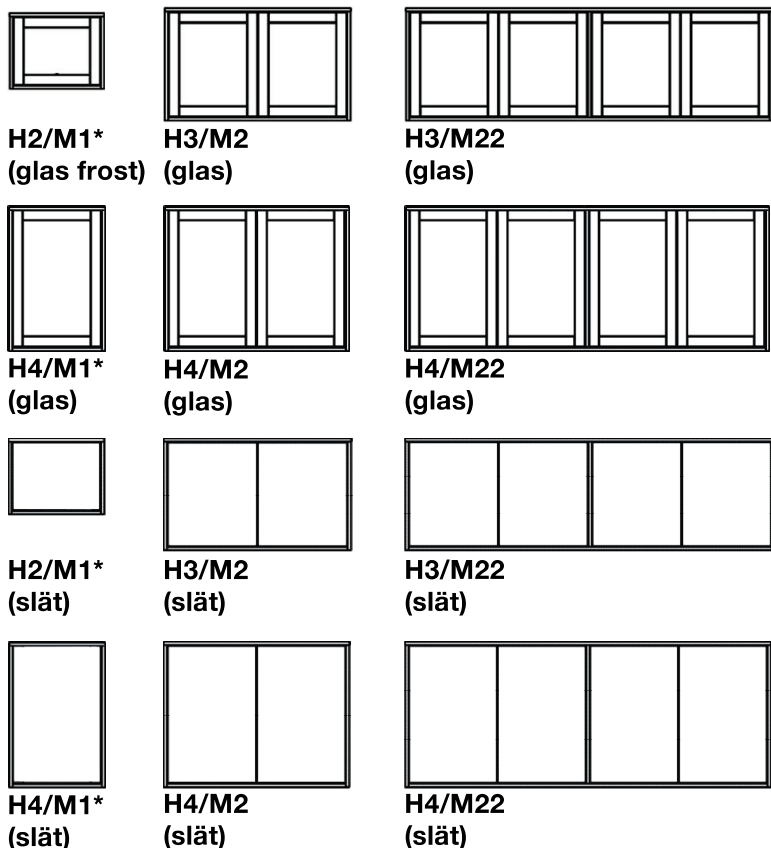 H2/M1*
(glas frost)
H3/M2
(glas)
H3/M22
(glas)
H4/M1*
(glas)
H4/M2
(glas)
H4/M22
(glas)
H2/M1*
(slät)
H3/M2
(slät)
H3/M22
(slät)
H4/M1*
(slät)
H4/M2
(slät)
H4/M22
(slät)